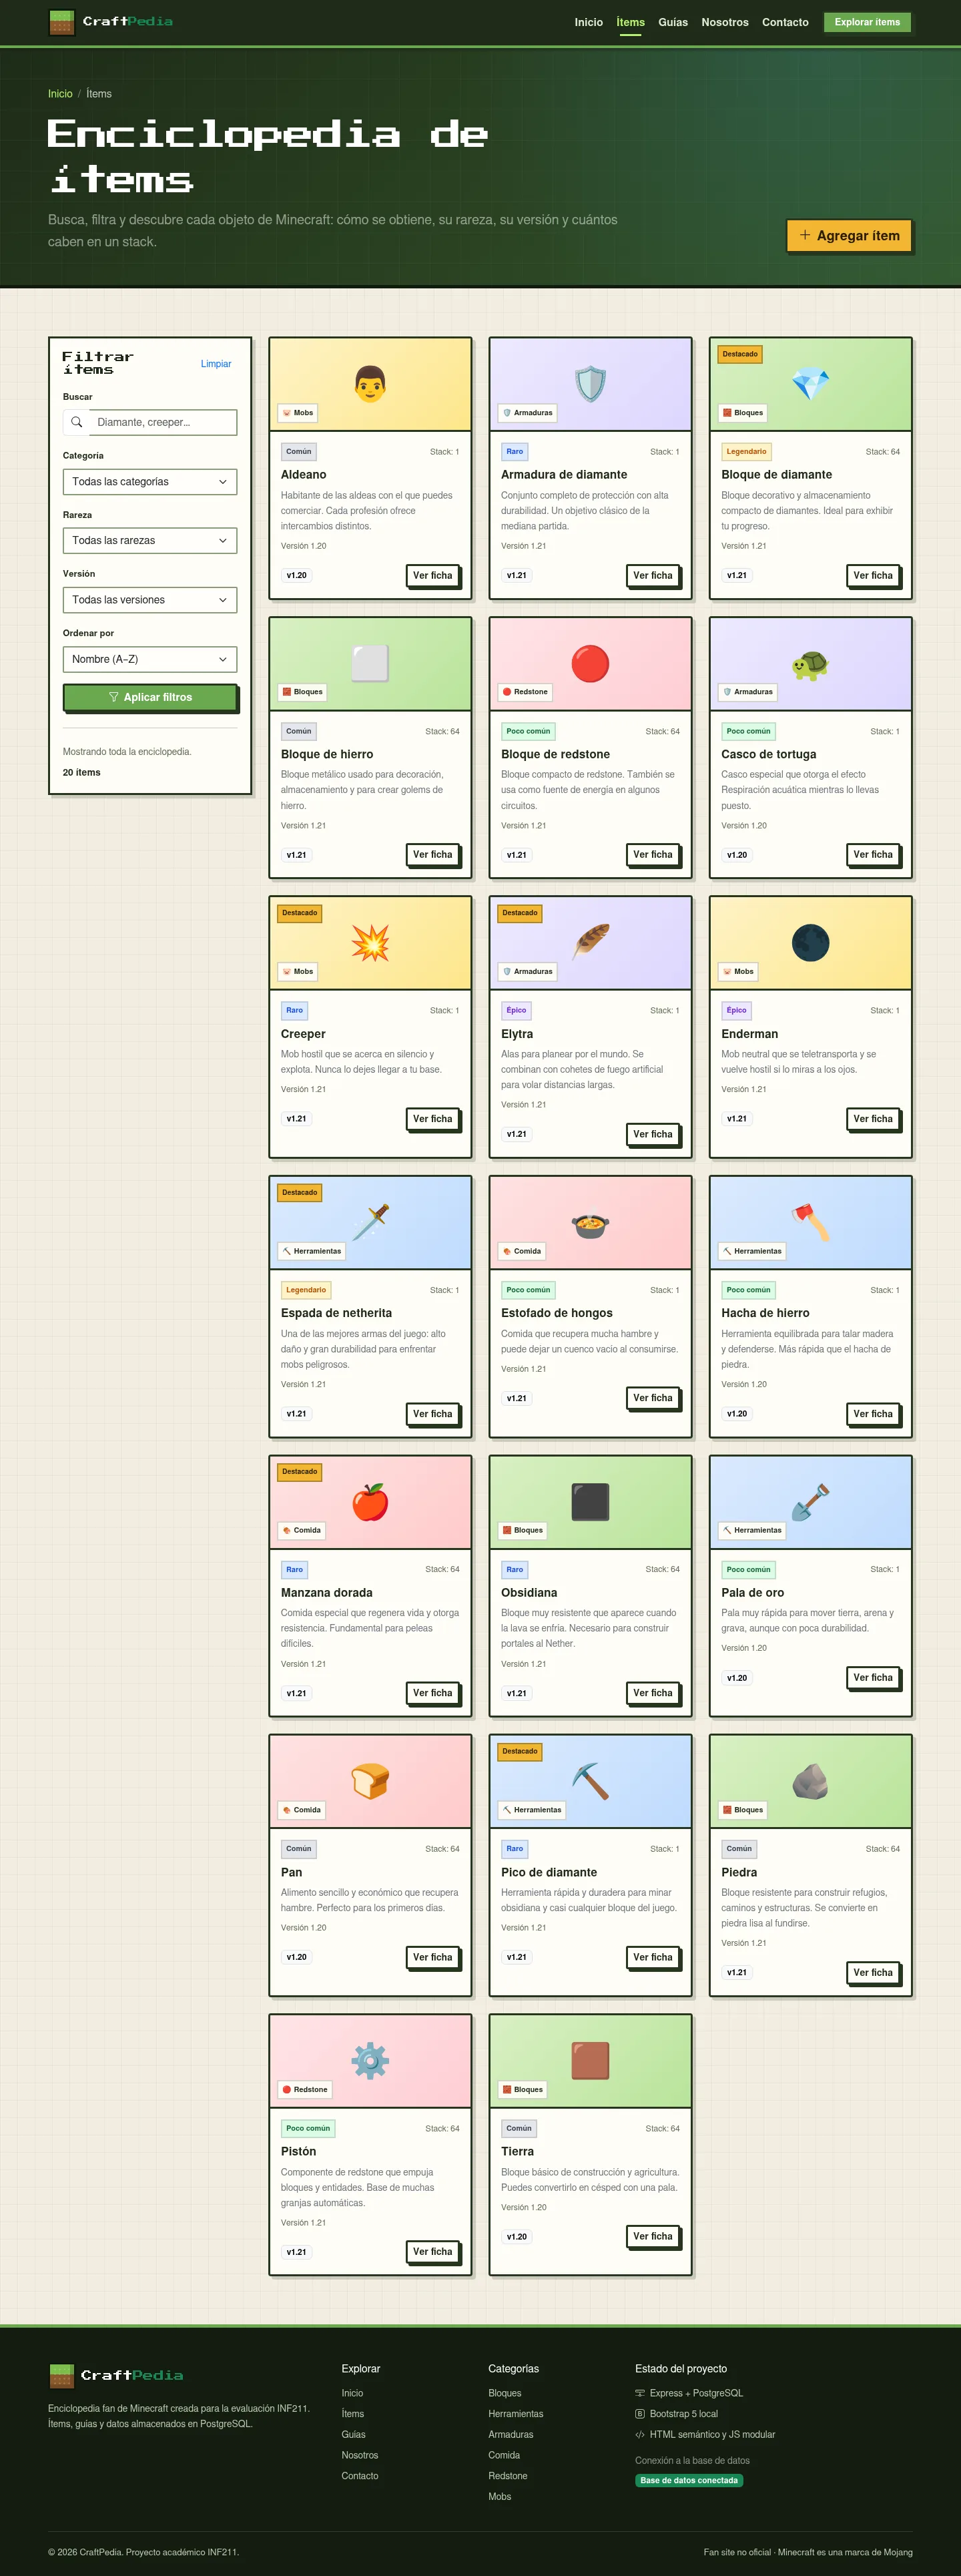 CraftPedia
Inicio Ítems Guías Nosotros Contacto Explorar ítems
Inicio / Ítems
Enciclopedia de
ítems
Busca, filtra y descubre cada objeto de Minecraft: cómo se obtiene, su rareza, su versión y cuántos
caben en un stack.
Agregar ítem
Filtrar
ítems
Limpiar
Buscar
Diamante, creeper...
Categoría
Todas las categorías
Rareza
Todas las rarezas
Versión
Todas las versiones
Ordenar por
Nombre (A–Z)
Aplicar filtros
Mostrando toda la enciclopedia.
20 ítems
Mobs
Común Stack: 1
Aldeano
Habitante de las aldeas con el que puedes
comerciar. Cada profesión ofrece
intercambios distintos.
Versión 1.20
v1.20 Ver ficha
Armaduras
Raro Stack: 1
Armadura de diamante
Conjunto completo de protección con alta
durabilidad. Un objetivo clásico de la
mediana partida.
Versión 1.21
v1.21 Ver ficha
Destacado
Bloques
Legendario Stack: 64
Bloque de diamante
Bloque decorativo y almacenamiento
compacto de diamantes. Ideal para exhibir
tu progreso.
Versión 1.21
v1.21 Ver ficha
Bloques
Común Stack: 64
Bloque de hierro
Bloque metálico usado para decoración,
almacenamiento y para crear golems de
hierro.
Versión 1.21
v1.21 Ver ficha
Redstone
Poco común Stack: 64
Bloque de redstone
Bloque compacto de redstone. También se
usa como fuente de energía en algunos
circuitos.
Versión 1.21
v1.21 Ver ficha
Armaduras
Poco común Stack: 1
Casco de tortuga
Casco especial que otorga el efecto
Respiración acuática mientras lo llevas
puesto.
Versión 1.20
v1.20 Ver ficha
Destacado
Mobs
Raro Stack: 1
Creeper
Mob hostil que se acerca en silencio y
explota. Nunca lo dejes llegar a tu base.
Versión 1.21
v1.21 Ver ficha
Destacado
Armaduras
Épico Stack: 1
Elytra
Alas para planear por el mundo. Se
combinan con cohetes de fuego artificial
para volar distancias largas.
Versión 1.21
v1.21 Ver ficha
Mobs
Épico Stack: 1
Enderman
Mob neutral que se teletransporta y se
vuelve hostil si lo miras a los ojos.
Versión 1.21
v1.21 Ver ficha
Destacado
Herramientas
Legendario Stack: 1
Espada de netherita
Una de las mejores armas del juego: alto
daño y gran durabilidad para enfrentar
mobs peligrosos.
Versión 1.21
v1.21 Ver ficha
Comida
Poco común Stack: 1
Estofado de hongos
Comida que recupera mucha hambre y
puede dejar un cuenco vacío al consumirse.
Versión 1.21
v1.21 Ver ficha
Herramientas
Poco común Stack: 1
Hacha de hierro
Herramienta equilibrada para talar madera
y defenderse. Más rápida que el hacha de
piedra.
Versión 1.20
v1.20 Ver ficha
Destacado
Comida
Raro Stack: 64
Manzana dorada
Comida especial que regenera vida y otorga
resistencia. Fundamental para peleas
difíciles.
Versión 1.21
v1.21 Ver ficha
Bloques
Raro Stack: 64
Obsidiana
Bloque muy resistente que aparece cuando
la lava se enfría. Necesario para construir
portales al Nether.
Versión 1.21
v1.21 Ver ficha
Herramientas
Poco común Stack: 1
Pala de oro
Pala muy rápida para mover tierra, arena y
grava, aunque con poca durabilidad.
Versión 1.20
v1.20 Ver ficha
Comida
Común Stack: 64
Pan
Alimento sencillo y económico que recupera
hambre. Perfecto para los primeros días.
Versión 1.20
v1.20 Ver ficha
Destacado
Herramientas
Raro Stack: 1
Pico de diamante
Herramienta rápida y duradera para minar
obsidiana y casi cualquier bloque del juego.
Versión 1.21
v1.21 Ver ficha
Bloques
Común Stack: 64
Piedra
Bloque resistente para construir refugios,
caminos y estructuras. Se convierte en
piedra lisa al fundirse.
Versión 1.21
v1.21 Ver ficha
Redstone
Poco común Stack: 64
Pistón
Componente de redstone que empuja
bloques y entidades. Base de muchas
granjas automáticas.
Versión 1.21
v1.21 Ver ficha
Bloques
Común Stack: 64
Tierra
Bloque básico de construcción y agricultura.
Puedes convertirlo en césped con una pala.
Versión 1.20
v1.20 Ver ficha
CraftPedia
Enciclopedia fan de Minecraft creada para la evaluación INF211.
Ítems, guías y datos almacenados en PostgreSQL.
Explorar
Inicio
Ítems
Guías
Nosotros
Contacto
Categorías
Bloques
Herramientas
Armaduras
Comida
Redstone
Mobs
Estado del proyecto
Express + PostgreSQL
Bootstrap 5 local
HTML semántico y JS modular
Conexión a la base de datos
Base de datos conectada
© 2026 CraftPedia. Proyecto académico INF211.
Fan site no oficial · Minecraft es una marca de Mojang